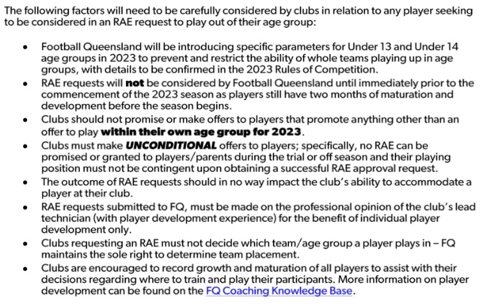 The following factors will need to be carefully considered by clubs in relation to any player seeking
to be considered in an RAE request to play out of their age group:
• Football Queensland will be introducing specific parameters for Under 13 and Under 14
age groups in 2023 to prevent and restrict the ability of whole teams playing up in age
groups, with details to be confirmed in the 2023 Rules of Competition.
• RAE requests will not be considered by Football Queensland until immediately prior to the
commencement of the 2023 season as players still have two months of maturation and
development before the season begins.
• Clubs should not promise or make offers to players that promote anything other than an
offer to play within their own age group for 2023.
• Clubs must make UNCONDITIONAL offers to players; specifically, no RAE can be
promised or granted to players/parents during the trial or off season and their playing
position must not be contingent upon obtaining a successful RAE approval request.
• The outcome of RAE requests should in no way impact the club's ability to accommodate a
player at their club.
• RAE requests submitted to FQ, must be made on the professional opinion of the club's lead
technician (with player development experience) for the benefit of individual player
development only.
• Clubs requesting an RAE must not decide which team/age group a player plays in – FQ
maintains the sole right to determine team placement.
• Clubs are encouraged to record growth and maturation of all players to assist with their
decisions regarding where to train and play their participants. More information on player
development can be found on the FQ Coaching Knowledge Base.